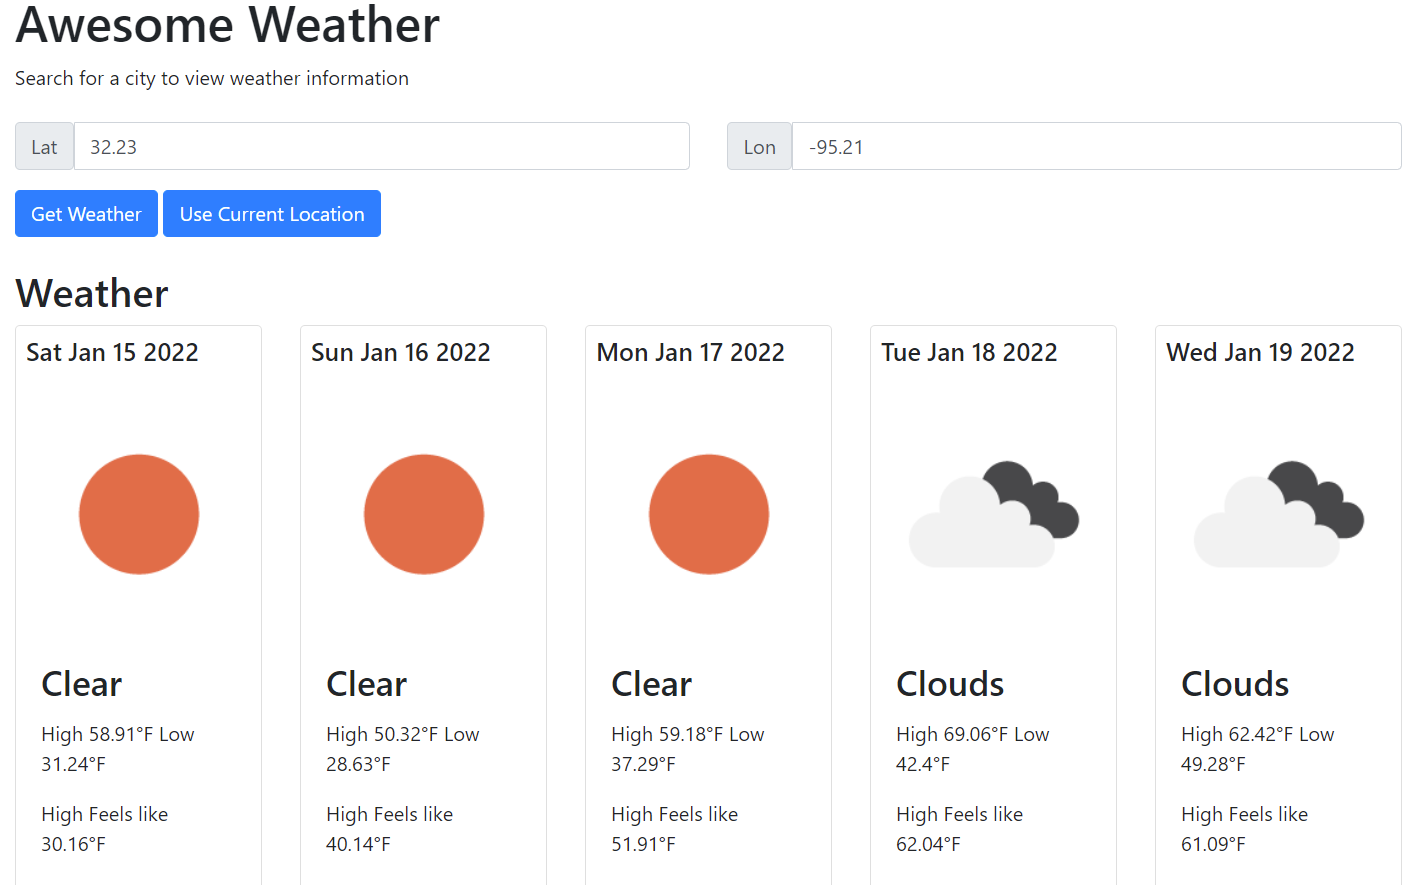 Awesome Weather
Search for a city to view weather information
Lat 32.23
Lon -95.21
Get Weather
Use Current Location
Weather
Sat Jan 15 2022
Clear
High 58.91°F Low
31.24°F
High Feels like
30.16°F
Sun Jan 16 2022
Clear
High 50.32°F Low
28.63°F
High Feels like
40.14°F
Mon Jan 17 2022
Clear
High 59.18°F Low
37.29°F
High Feels like
51.91°F
Tue Jan 18 2022
Clouds
High 69.06°F Low
42.4°F
High Feels like
62.04°F
Wed Jan 19 2022
Clouds
High 62.42°F Low
49.28°F
High Feels like
61.09°F